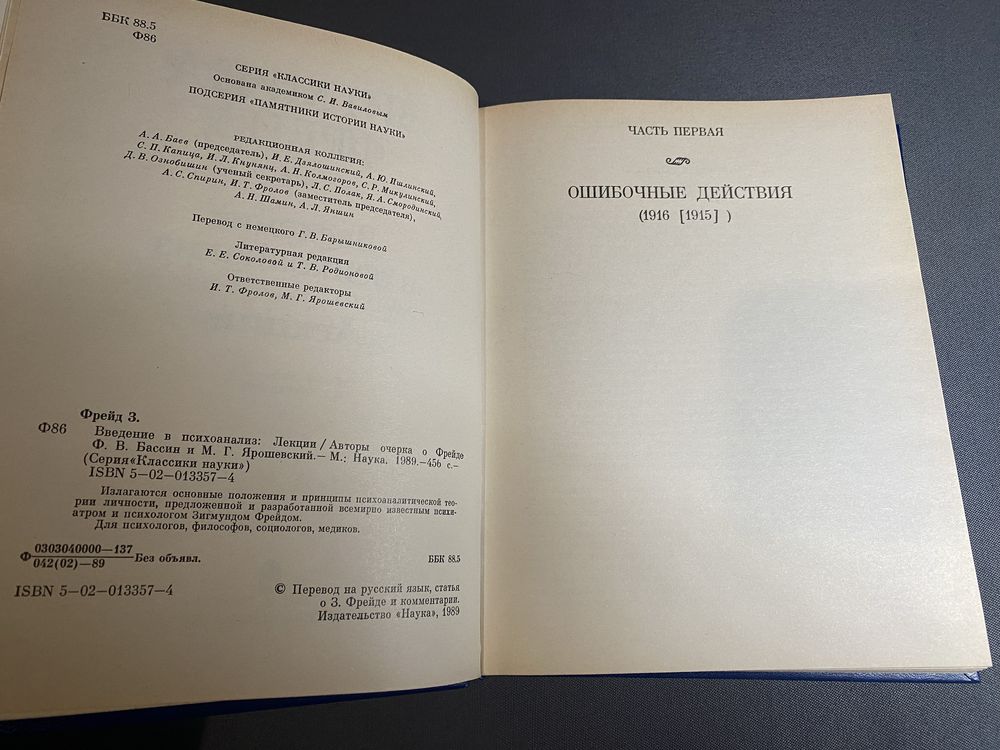 ББК 88.5
Ф86
СЕРИЯ «КЛАССИКИ НАУКИ»
Основана академиком С. И. Вавиловым
ПОДСЕРИЯ «ПАМЯТНИКИ ИСТОРИИ НАУКИ»
РЕДАКЦИОННАЯ КОЛЛЕГИЯ:
А. А. Баев (председатель), И. Е. Дзялошинский, А. Ю. Ишлинский,
С. П. Капица, И. Л. Кнунянц, А. Н. Колмогоров, С. Р. Микулинский,
Д. В. Ознобишин (ученый секретарь), Л. С. Полак, Я. А. Смородинский,
А. С. Спирин, И. Т. Фролов (заместитель председателя),
А. Н. Шамин, А. Л. Яншин
Перевод с немецкого Г. В. Барышниковой
Литературная редакция
Е. Е. Соколовой и Т. В. Родионовой
Ответственные редакторы
И. Т. Фролов, М. Г. Ярошевский
Фрейд З.
Ф86 Введение в психоанализ: Лекции / Авторы очерка о Фрейде
Ф. В. Бассин и М. Г. Ярошевский.— М.: Наука. 1989.—456 с.—
(Серия«Классики науки»)
ISBN 5—02—013357—4
Излагаются основные положения и принципы психоаналитической тео-
рии личности, предложенной и разработанной всемирно известным психи-
атром и психологом Зигмундом Фрейдом.
Для психологов, философов, социологов, медиков.
Ф 0303040000—137 Без объявл. ББК 88.5
042(02)—89
ISBN 5—02—013357—4
© Перевод на русский язык, статья
о З. Фрейде и комментарии.
Издательство «Наука», 1989
ЧАСТЬ ПЕРВАЯ
ОШИБОЧНЫЕ ДЕЙСТВИЯ
(1916 [1915] )